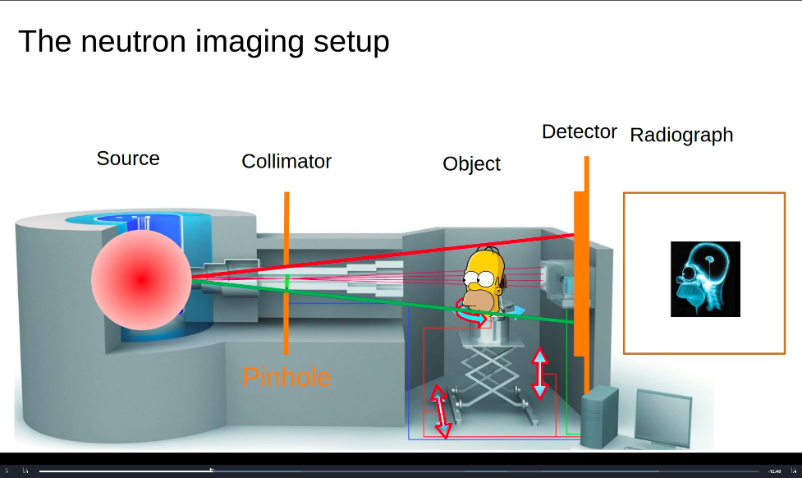 The neutron imaging setup
Detector
Radiograph
Source
Collimator
Object
Pinhole